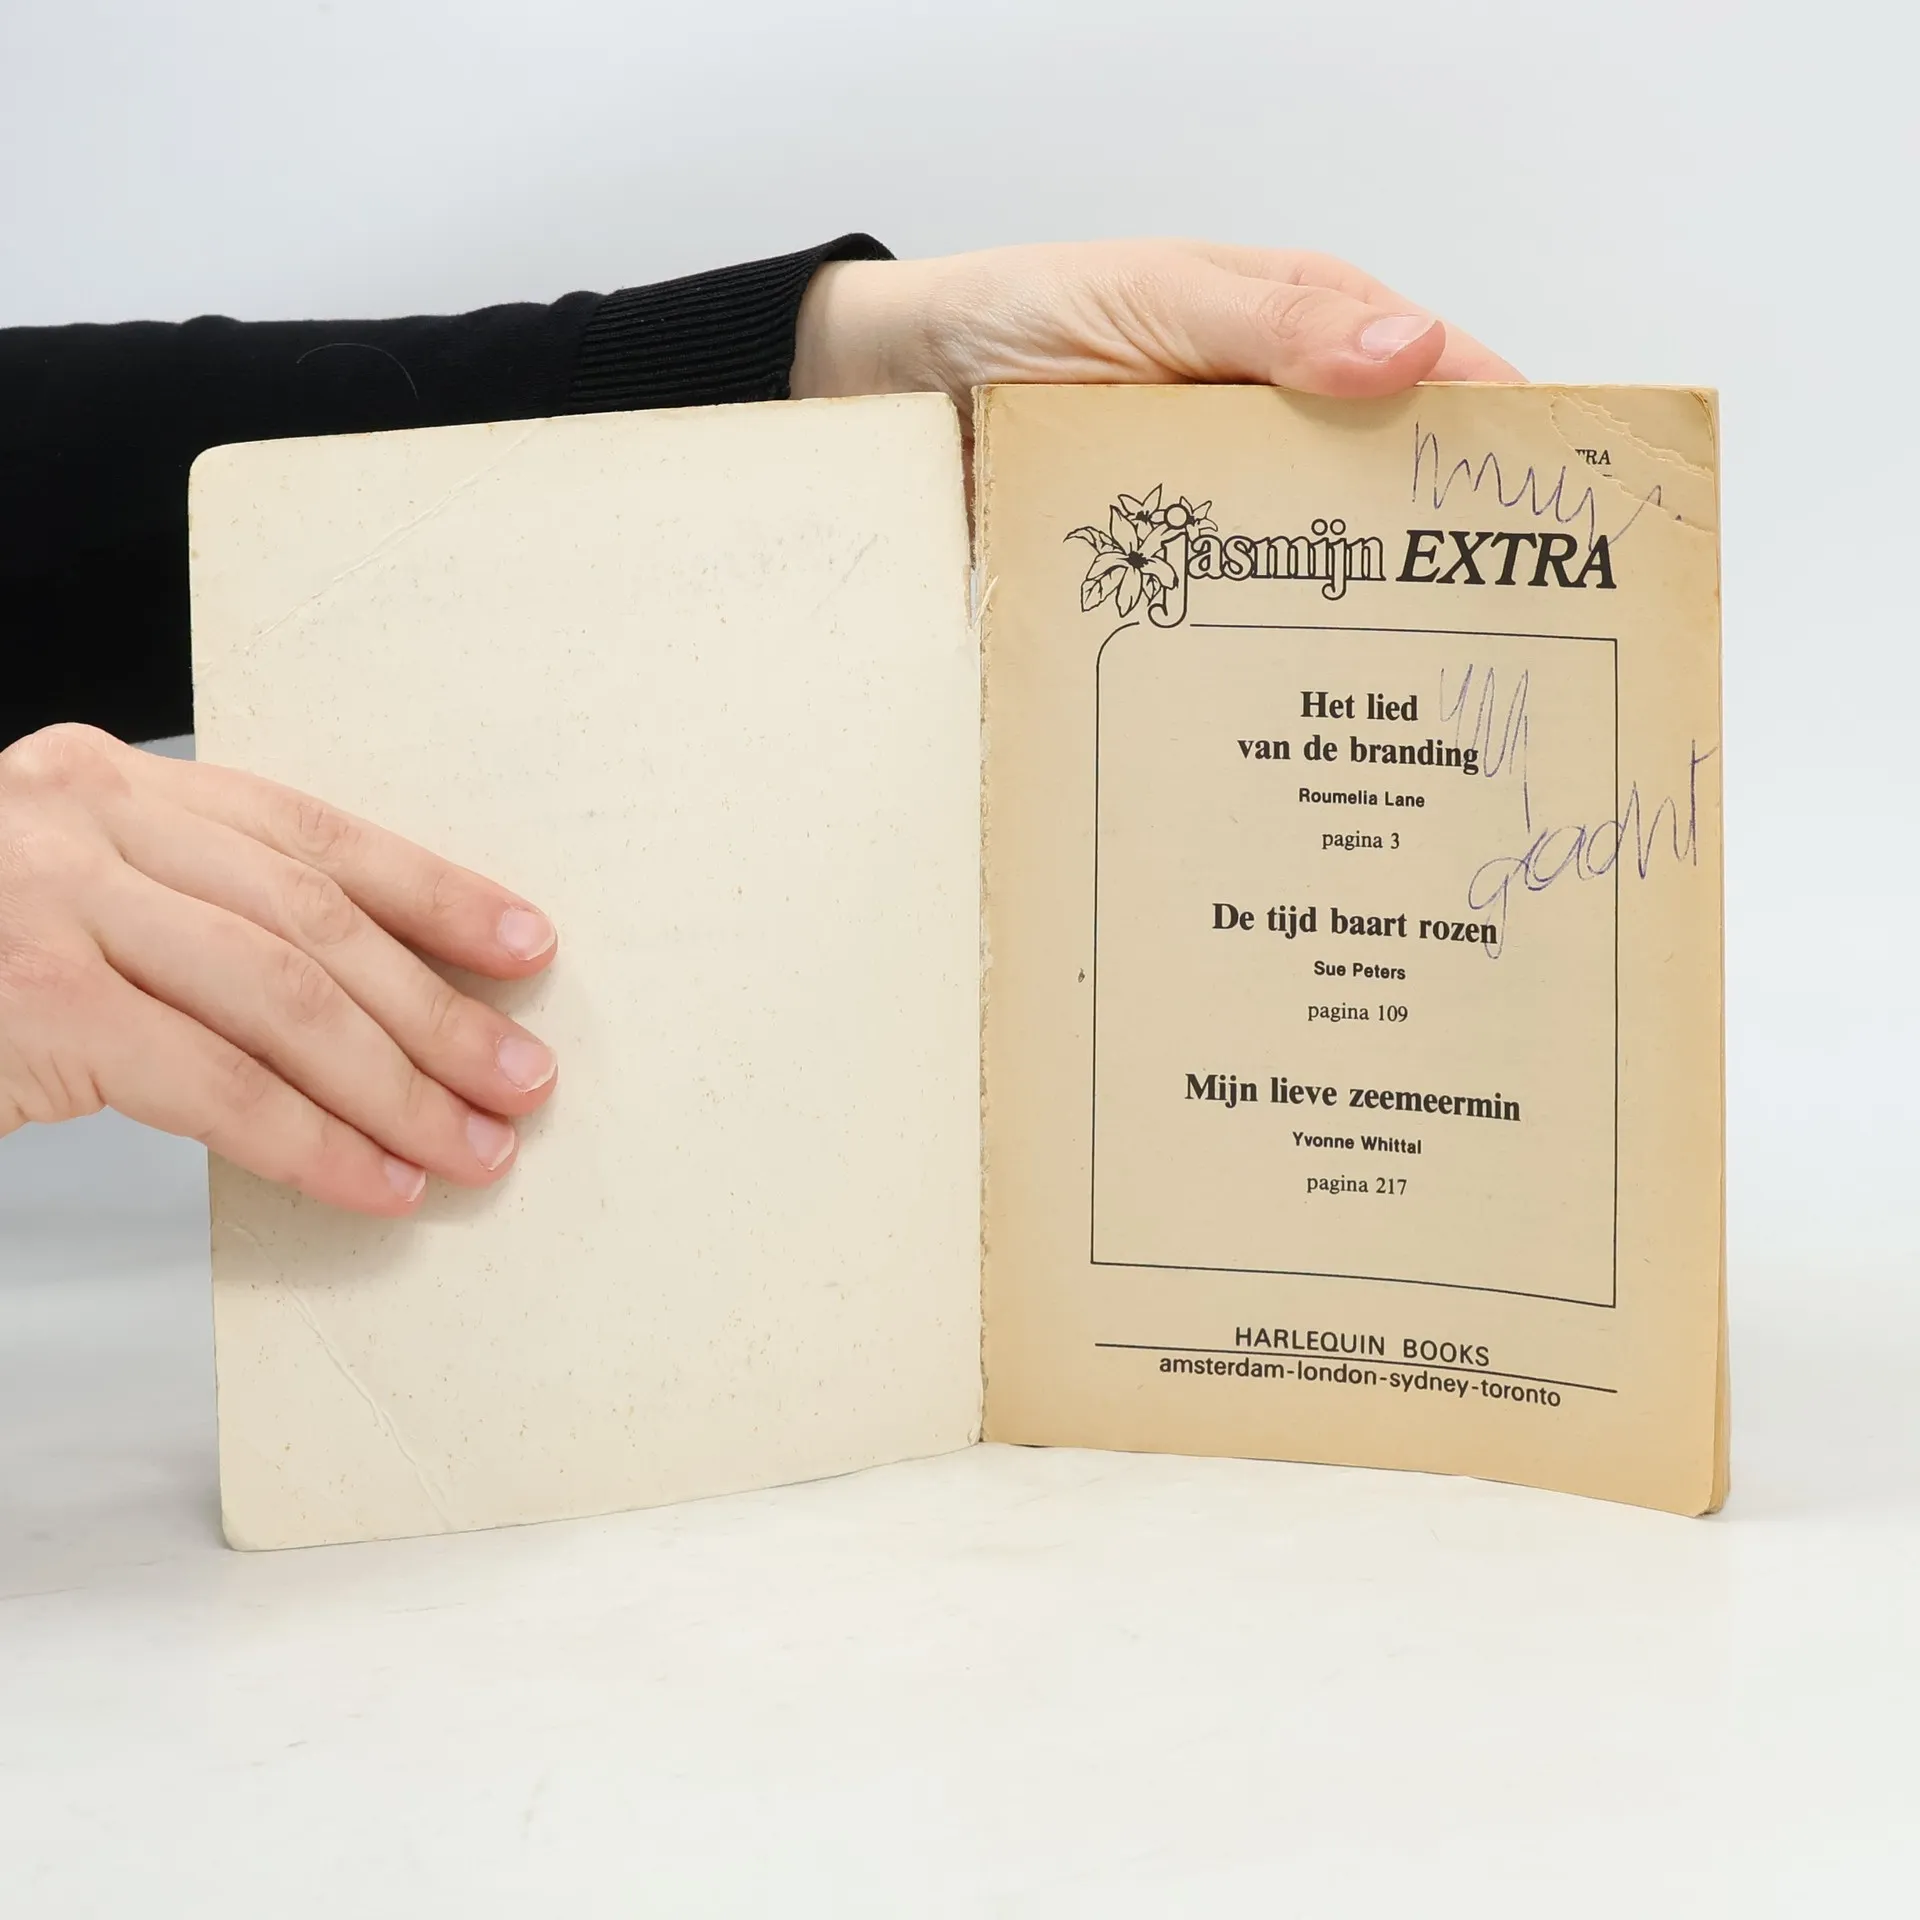 TRA
jasmijn EXTRA
Het lied
van de branding
Roumelia Lane
pagina 3
De tijd baart rozen
Sue Peters
pagina 109
Mijn lieve zeemeermin
Yvonne Whittal
pagina 217
HARLEQUIN BOOKS
amsterdam-london-sydney-toronto